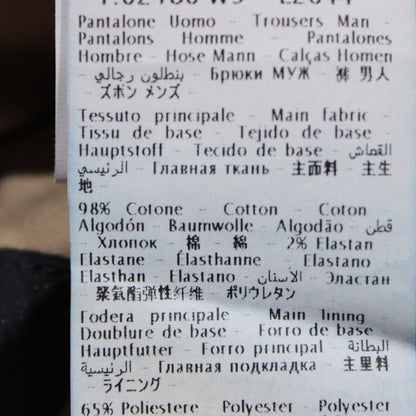 Pantalone Uomo - Trousers Man -
Pantalons Homme - Pantalones
Hombre - Hose Mann - Calças Homen
- بنطلون رجالي - Брюки МУЖ - 裤 男人
- ズボン メンズ -
Tessuto principale - Main fabric -
Tissu de base - Tejido de base -
Hauptstoff - Tecido de base - القماش
الرئيسي - Главная ткань - 主面料 - 主生
地 -
98% Cotone - Cotton - Coton
Algodón - Baumwolle - Algodão - قطن
- Хлопок - 棉 - 綿 - 2% Elastan
Elastane - Élasthanne - Elastano
Elasthan - Elastano - الأستان - Эластан
- 聚氨酯弹性纤维 - ポリウレタン
Fodera principale - Main lining -
Doublure de base - Forro de base -
Hauptfutter - Forro principal - البطانة
الرئيسية - Главная подкладка - 主里料
- ライニング -
65% Poliestere - Polyester - Polyester